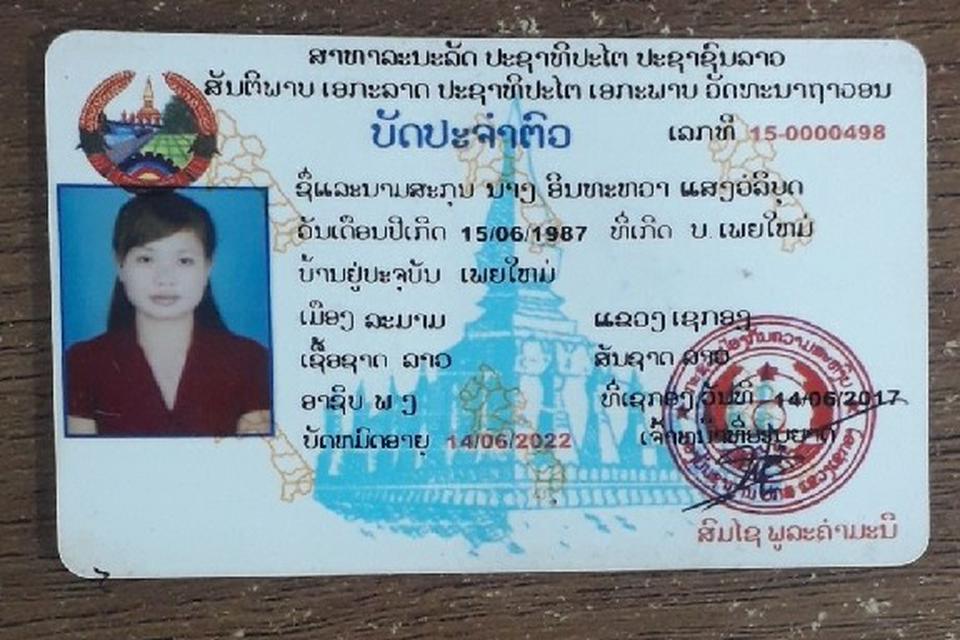 ສາທາລະນະລັດ ປະຊາທິປະໄຕ ປະຊາຊົນລາວ
ສັນຕິພາບ ເອກະລາດ ປະຊາທິປະໄຕ ເອກະພາບ ວັດທະນາຖາວອນ
ບັດປະຈຳຕົວ
ເລກທີ 15-0000498
ຊື່ແລະນາມສະກຸນ ນາງ ອິນທະຫວາ ແສງອໍລິບຸດ
ວັນເດືອນປີເກີດ 15/06/1987 ທີ່ເກີດ ບ. ເພຍໃຫມ່
ບ້ານຢູ່ປະຈຸບັນ ເພຍໃຫມ່
ເມືອງ ລະມາມ ແຂວງ ເຊກອງ
ເຊື້ອຊາດ ລາວ ສັນຊາດ ລາວ
ອາຊີບ ພ ງ ທີ່ເຊກອງ ວັນທີ 14/06/2017
ບັດຫມົດອາຍຸ 14/06/2022 ເຈົ້າຫນ້າທີ່ອະນຸຍາດ
ສົມໄຊ ພູລະຄຳມະນີ